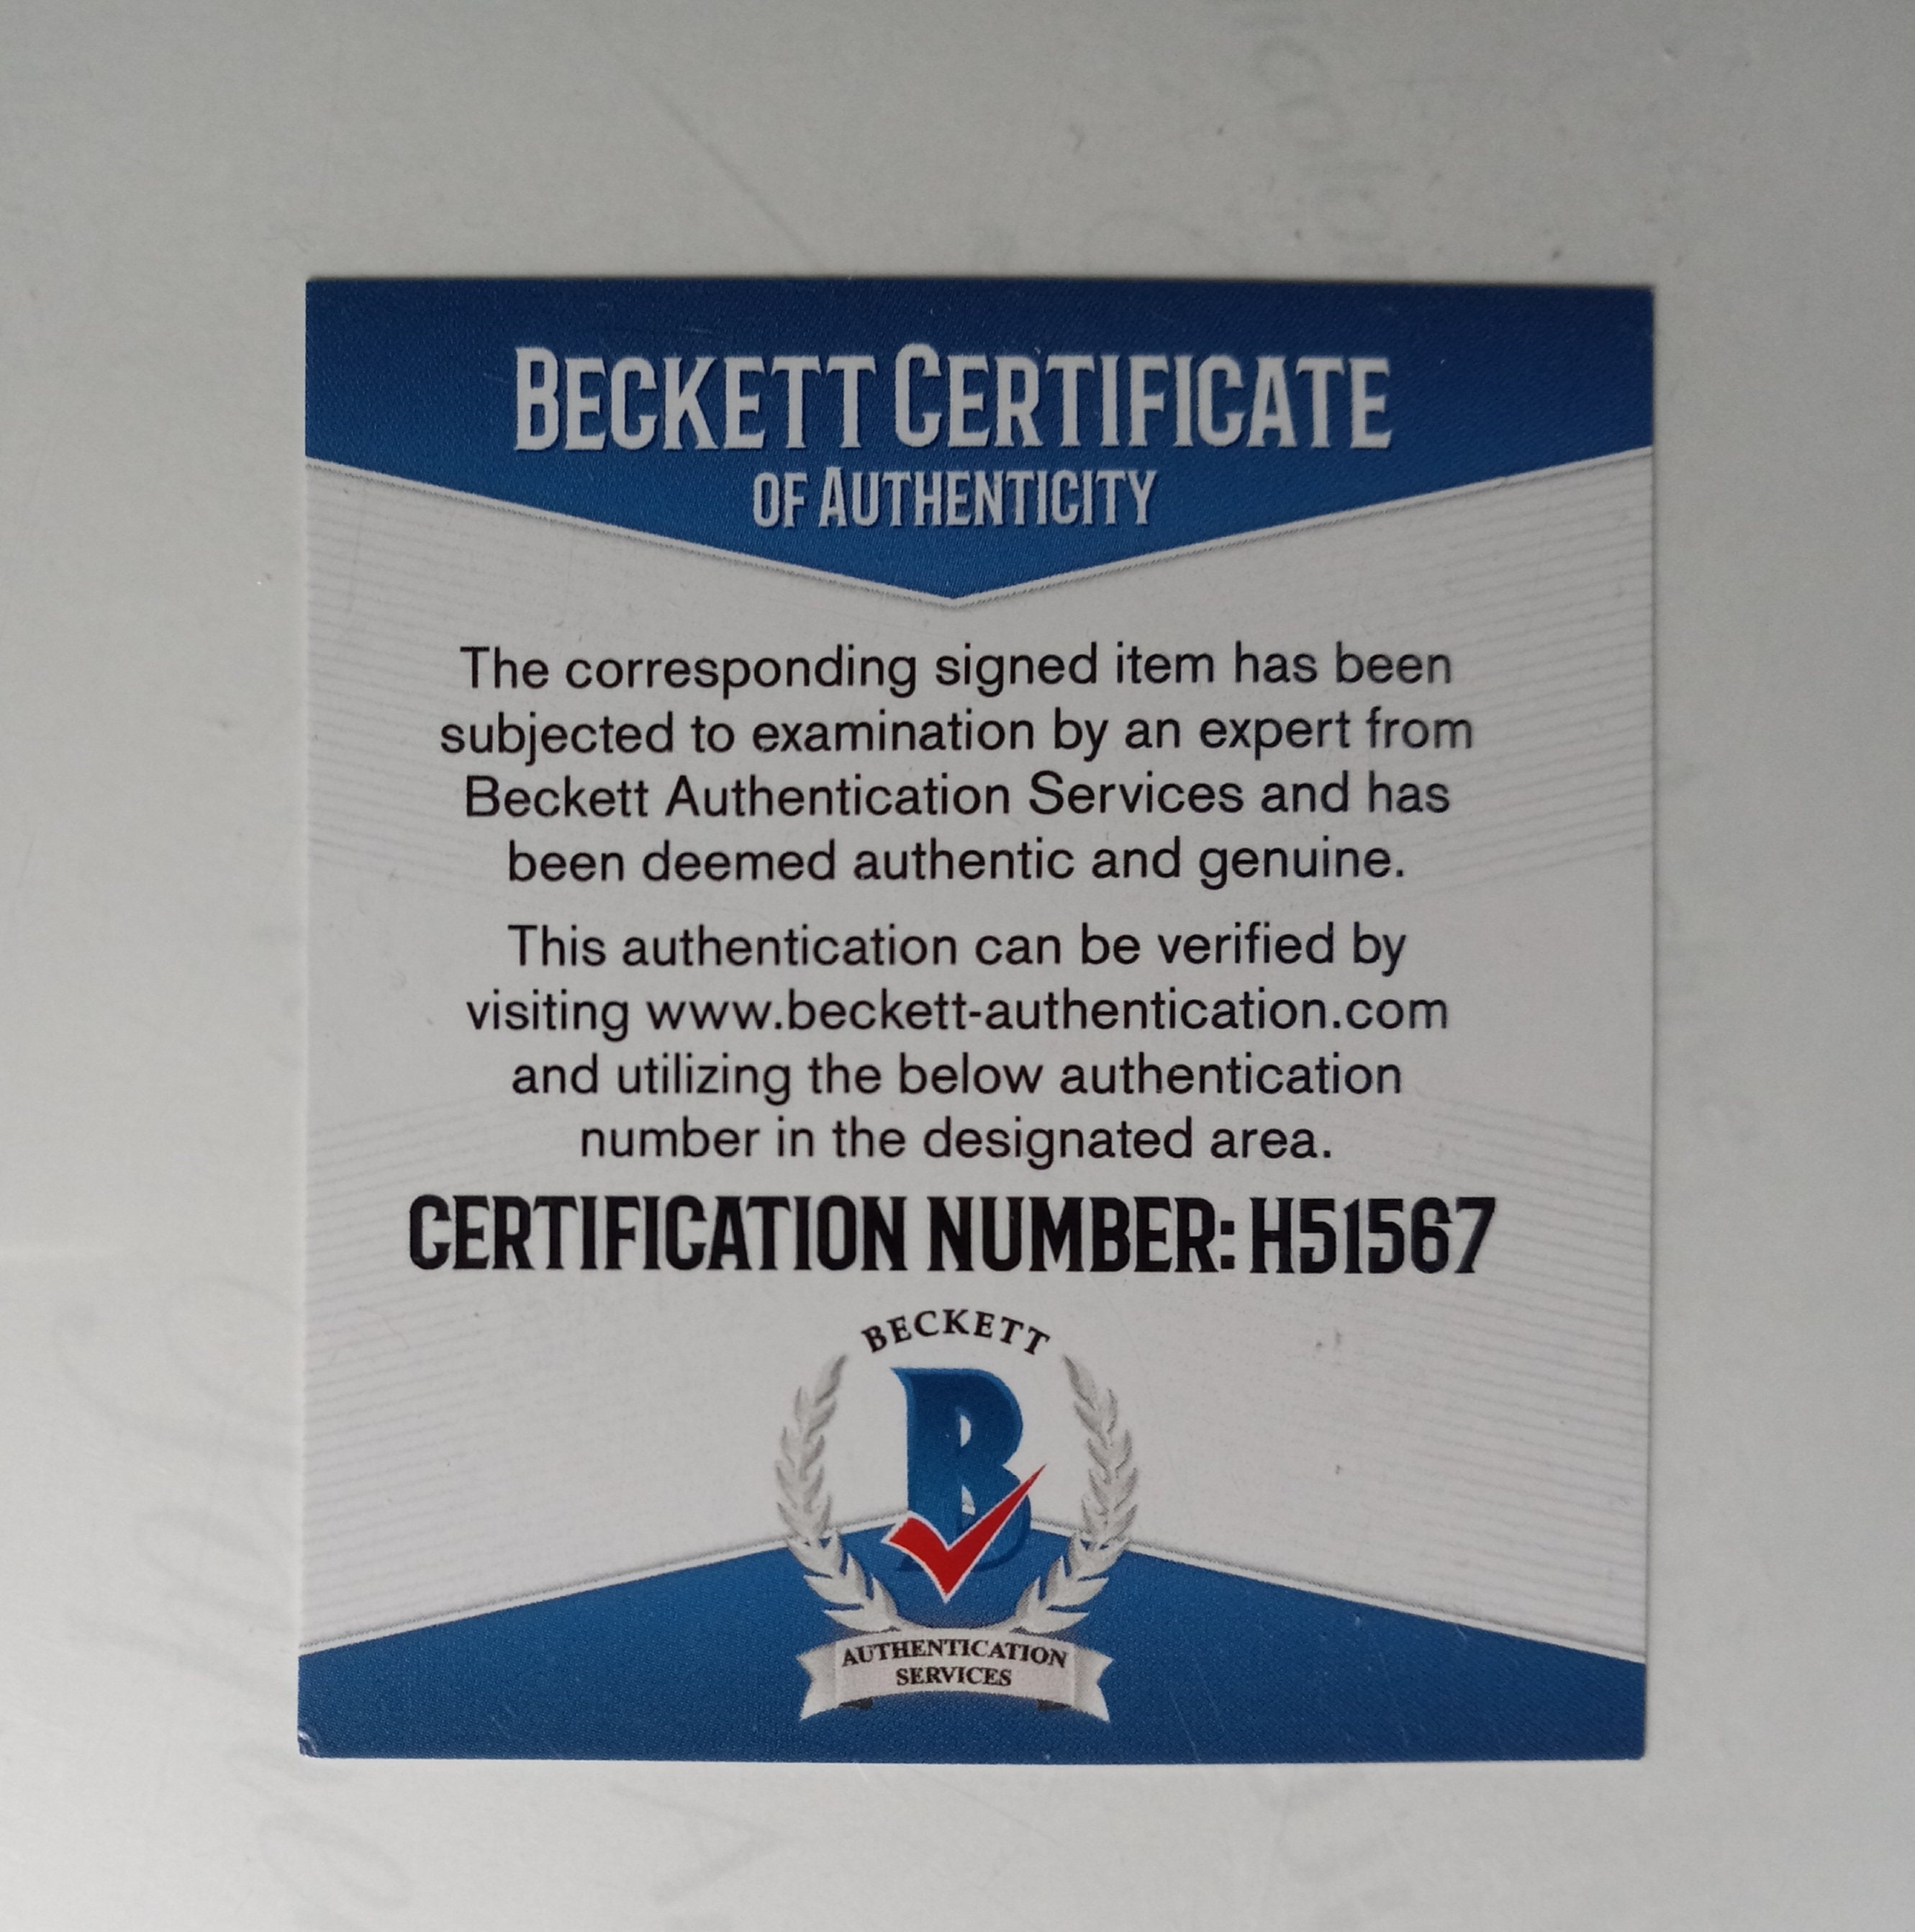 BECKETT CERTIFICATE
OF AUTHENTICITY
The corresponding signed item has been
subjected to examination by an expert from
Beckett Authentication Services and has
been deemed authentic and genuine.
This authentication can be verified by
visiting www.beckett-authentication.com
and utilizing the below authentication
number in the designated area.
CERTIFICATION NUMBER: H51567
BECKETT
B
AUTHENTICATION
SERVICES